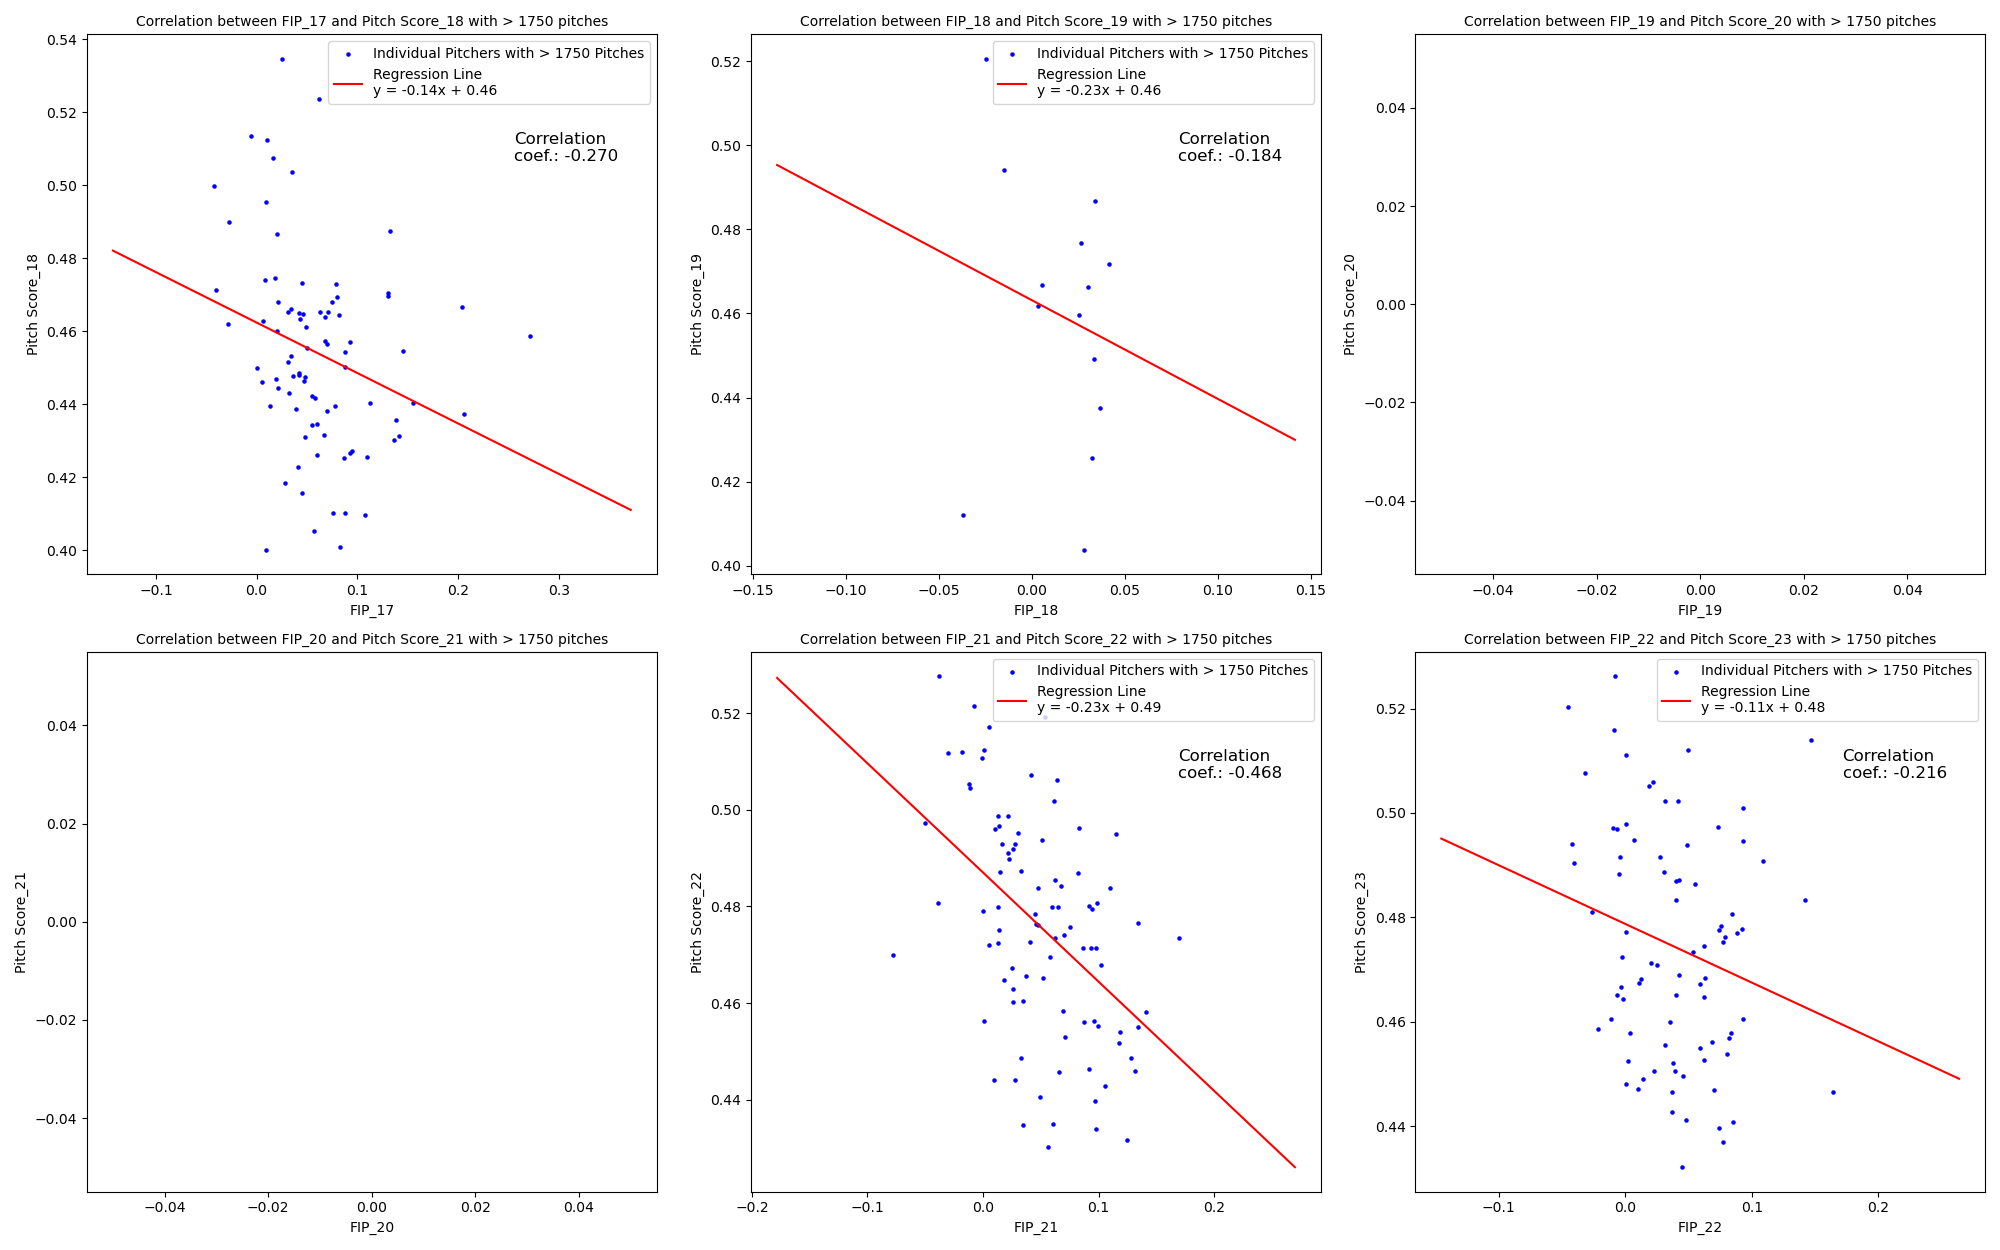 Correlation between FIP_17 and Pitch Score_18 with > 1750 pitches
Individual Pitchers with > 1750 Pitches
Regression Line
y = -0.14x + 0.46
Correlation
coef.: -0.270
0.54
0.52
0.50
0.48
0.46
0.44
0.42
0.40
Pitch Score_18
−0.1
0.0
0.1
0.2
0.3
FIP_17
Correlation between FIP_18 and Pitch Score_19 with > 1750 pitches
Individual Pitchers with > 1750 Pitches
Regression Line
y = -0.23x + 0.46
Correlation
coef.: -0.184
0.52
0.50
0.48
0.46
0.44
0.42
0.40
Pitch Score_19
−0.150
−0.10
−0.05
0.00
0.05
0.10
0.15
FIP_18
Correlation between FIP_19 and Pitch Score_20 with > 1750 pitches
0.04
0.02
0.00
−0.02
−0.04
Pitch Score_20
−0.04
−0.02
0.00
0.02
0.04
FIP_19
Correlation between FIP_20 and Pitch Score_21 with > 1750 pitches
0.04
0.02
0.00
−0.02
−0.04
Pitch Score_21
−0.04
−0.02
0.00
0.02
0.04
FIP_20
Correlation between FIP_21 and Pitch Score_22 with > 1750 pitches
Individual Pitchers with > 1750 Pitches
Regression Line
y = -0.23x + 0.49
Correlation
coef.: -0.468
0.52
0.50
0.48
0.46
0.44
Pitch Score_22
−0.2
−0.1
0.0
0.1
0.2
FIP_21
Correlation between FIP_22 and Pitch Score_23 with > 1750 pitches
Individual Pitchers with > 1750 Pitches
Regression Line
y = -0.11x + 0.48
Correlation
coef.: -0.216
0.52
0.50
0.48
0.46
0.44
Pitch Score_23
−0.1
0.0
0.1
0.2
FIP_22